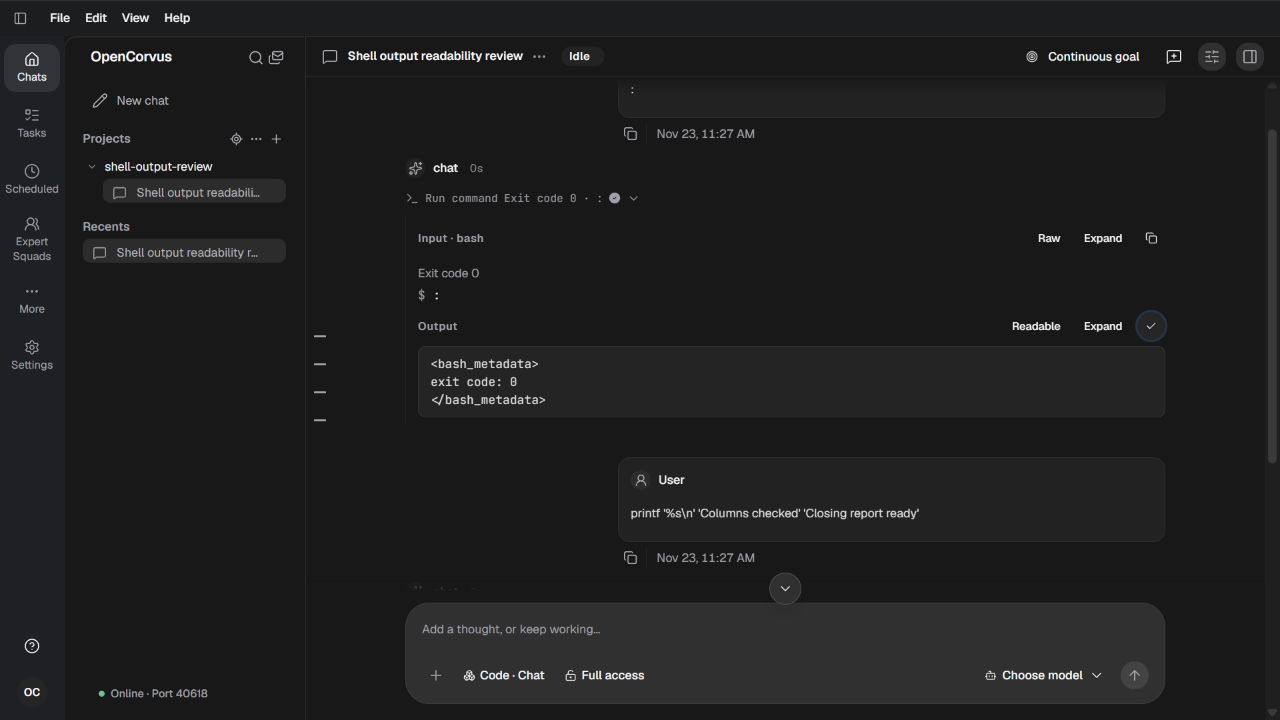 File Edit View Help
Chats
Tasks
Scheduled
Expert
Squads
More
Settings
OC
OpenCorvus
New chat
Projects
shell-output-review
Shell output readabili...
Recents
Shell output readability r...
Online · Port 40618
Shell output readability review ··· Idle
Continuous goal
:
Nov 23, 11:27 AM
chat 0s
>_ Run command Exit code 0 · :
Input · bash
Raw Expand
Exit code 0
$ :
Output
Readable Expand
<bash_metadata>
exit code: 0
</bash_metadata>
User
printf '%s\n' 'Columns checked' 'Closing report ready'
Nov 23, 11:27 AM
Add a thought, or keep working...
Code · Chat Full access
Choose model